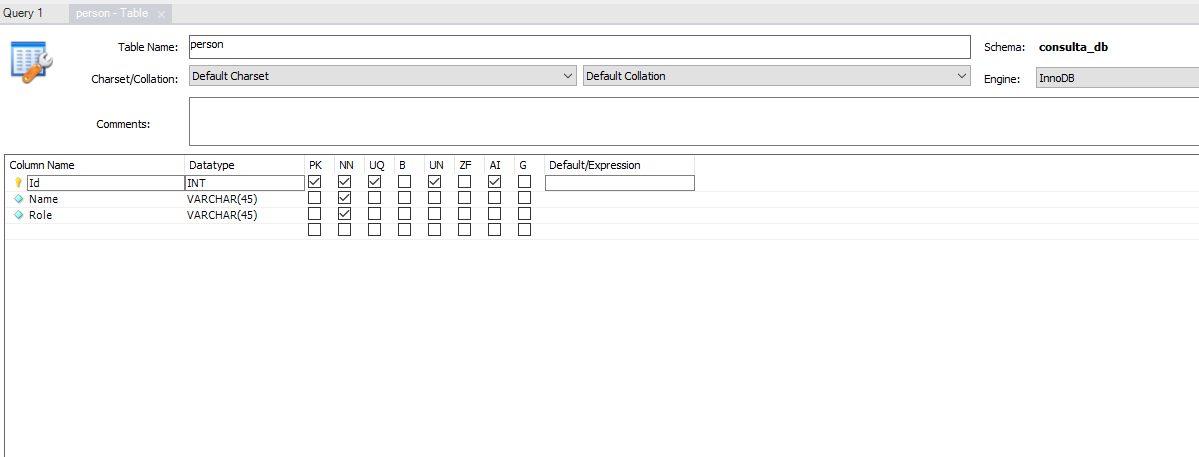 Query 1 person - Table
Table Name: person Schema: consulta_db
Charset/Collation: Default Charset Default Collation Engine: InnoDB
Comments:
Column Name Datatype PK NN UQ B UN ZF AI G Default/Expression
Id INT
Name VARCHAR(45)
Role VARCHAR(45)